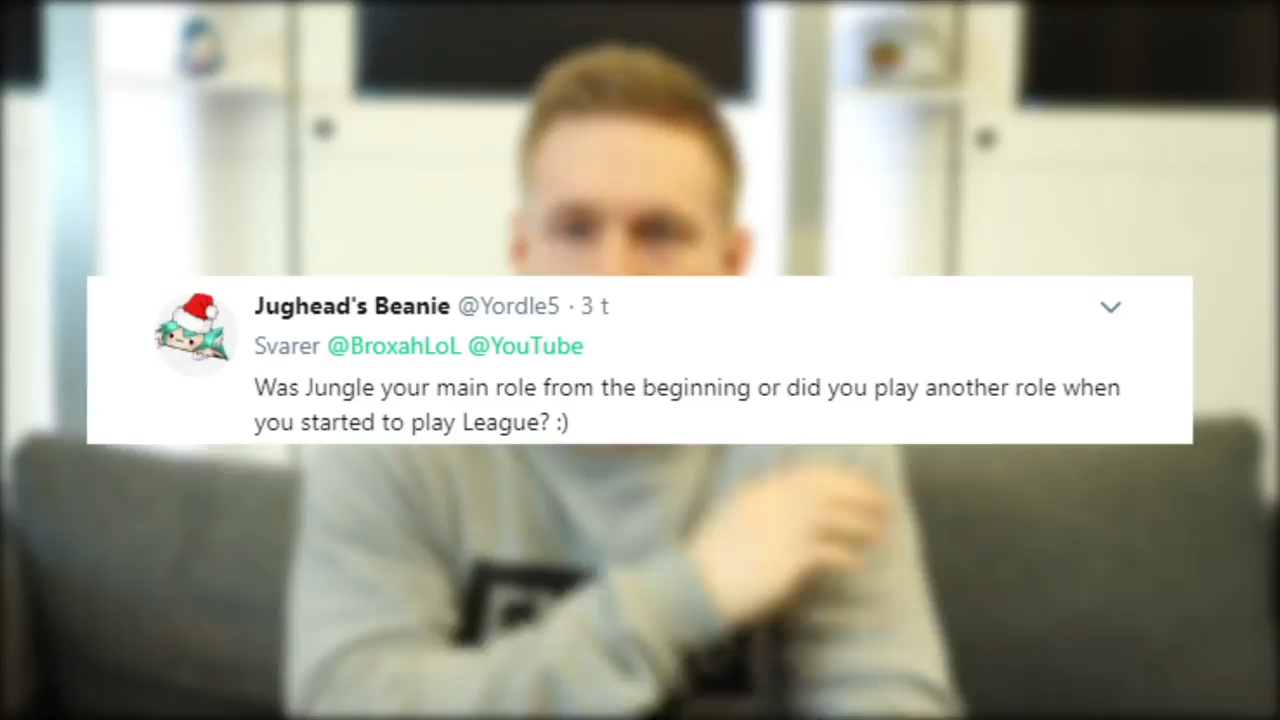 Jughead's Beanie @Yordle5 · 3 t
Svarer @BroxahLoL @YouTube
Was Jungle your main role from the beginning or did you play another role when
you started to play League? :)